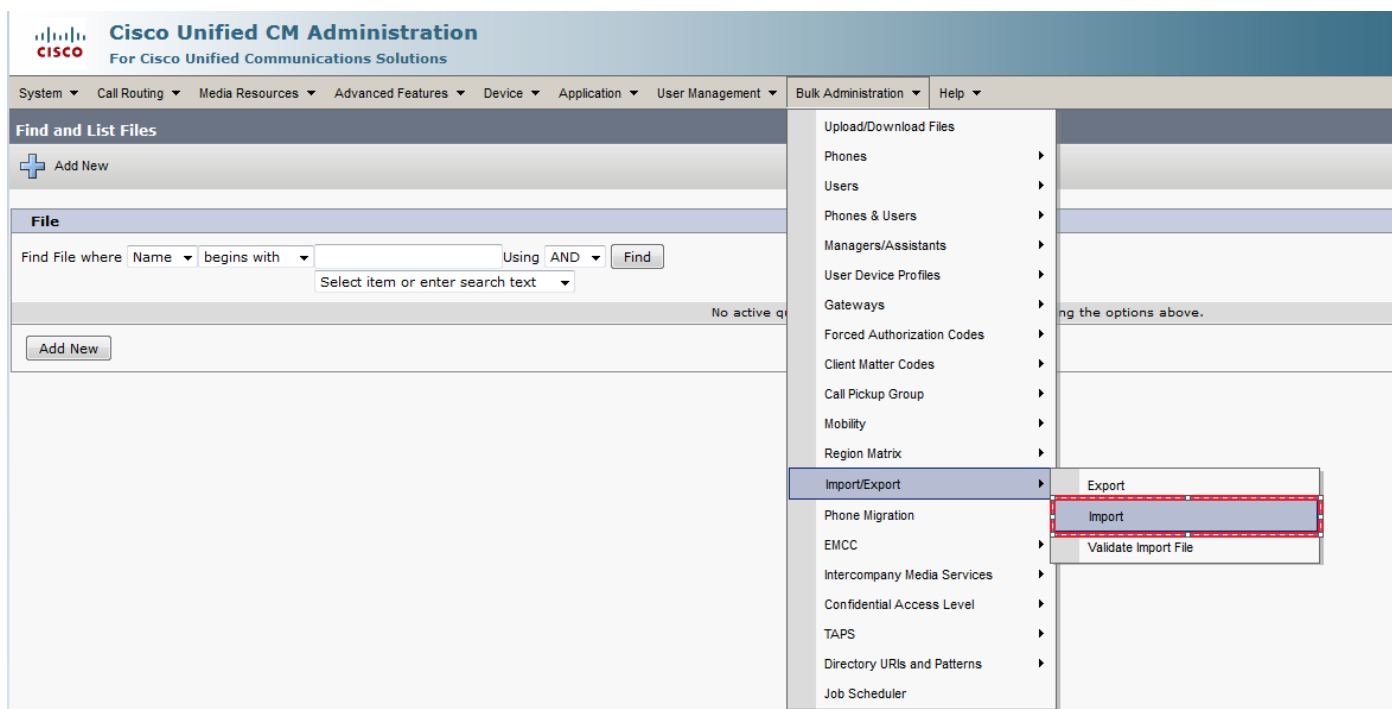 CISCO
Cisco Unified CM Administration
For Cisco Unified Communications Solutions
System Call Routing Media Resources Advanced Features Device Application User Management Bulk Administration Help
Find and List Files
Add New
File
Find File where Name begins with Using AND Find
Select item or enter search text
No active q ng the options above.
Add New
Upload/Download Files
Phones
Users
Phones & Users
Managers/Assistants
User Device Profiles
Gateways
Forced Authorization Codes
Client Matter Codes
Call Pickup Group
Mobility
Region Matrix
Import/Export
Phone Migration
EMCC
Intercompany Media Services
Confidential Access Level
TAPS
Directory URIs and Patterns
Job Scheduler
Export
Import
Validate Import File